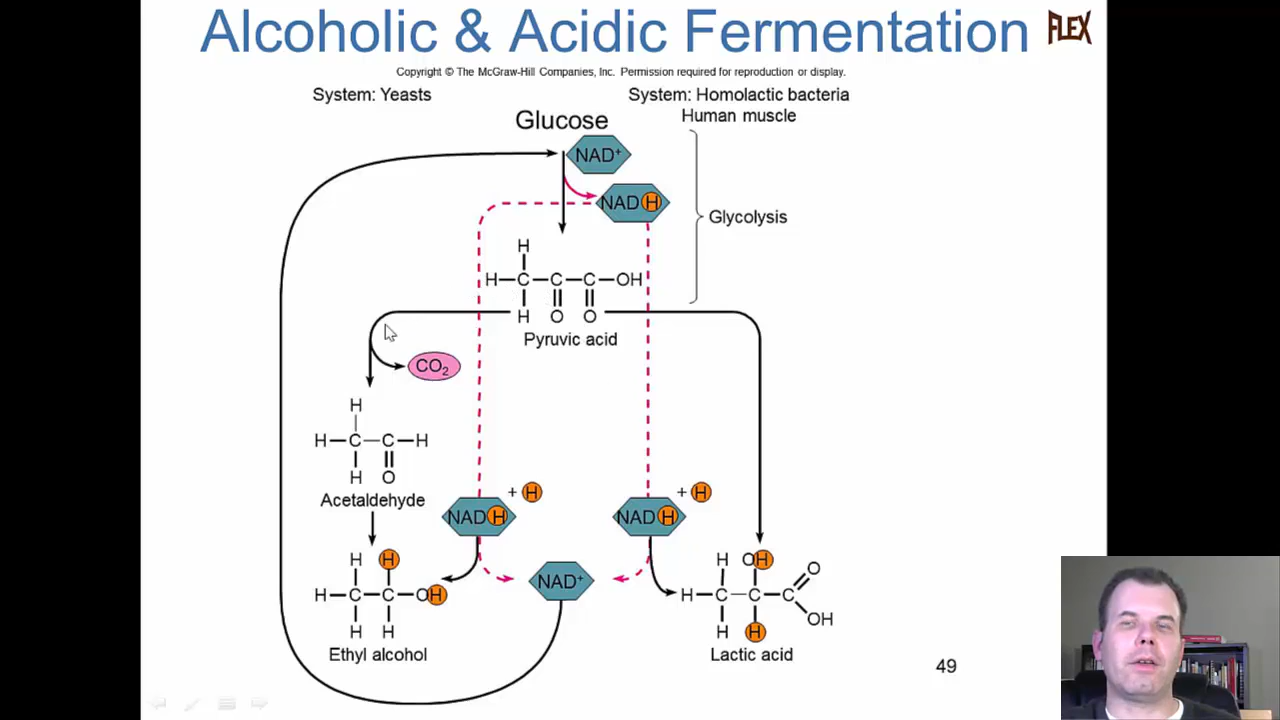 Alcoholic & Acidic Fermentation
FLEX
Copyright © The McGraw-Hill Companies, Inc. Permission required for reproduction or display.
System: Yeasts
System: Homolactic bacteria
Human muscle
Glucose
NAD⁺
NAD H
Glycolysis
H
H C C C OH
H O O
Pyruvic acid
CO₂
H
H C C H
H O
Acetaldehyde
+ H
NAD H
+ H
NAD H
NAD⁺
H H
H C C OH
H H
Ethyl alcohol
H OH O
H C C C
OH
H H
Lactic acid
49